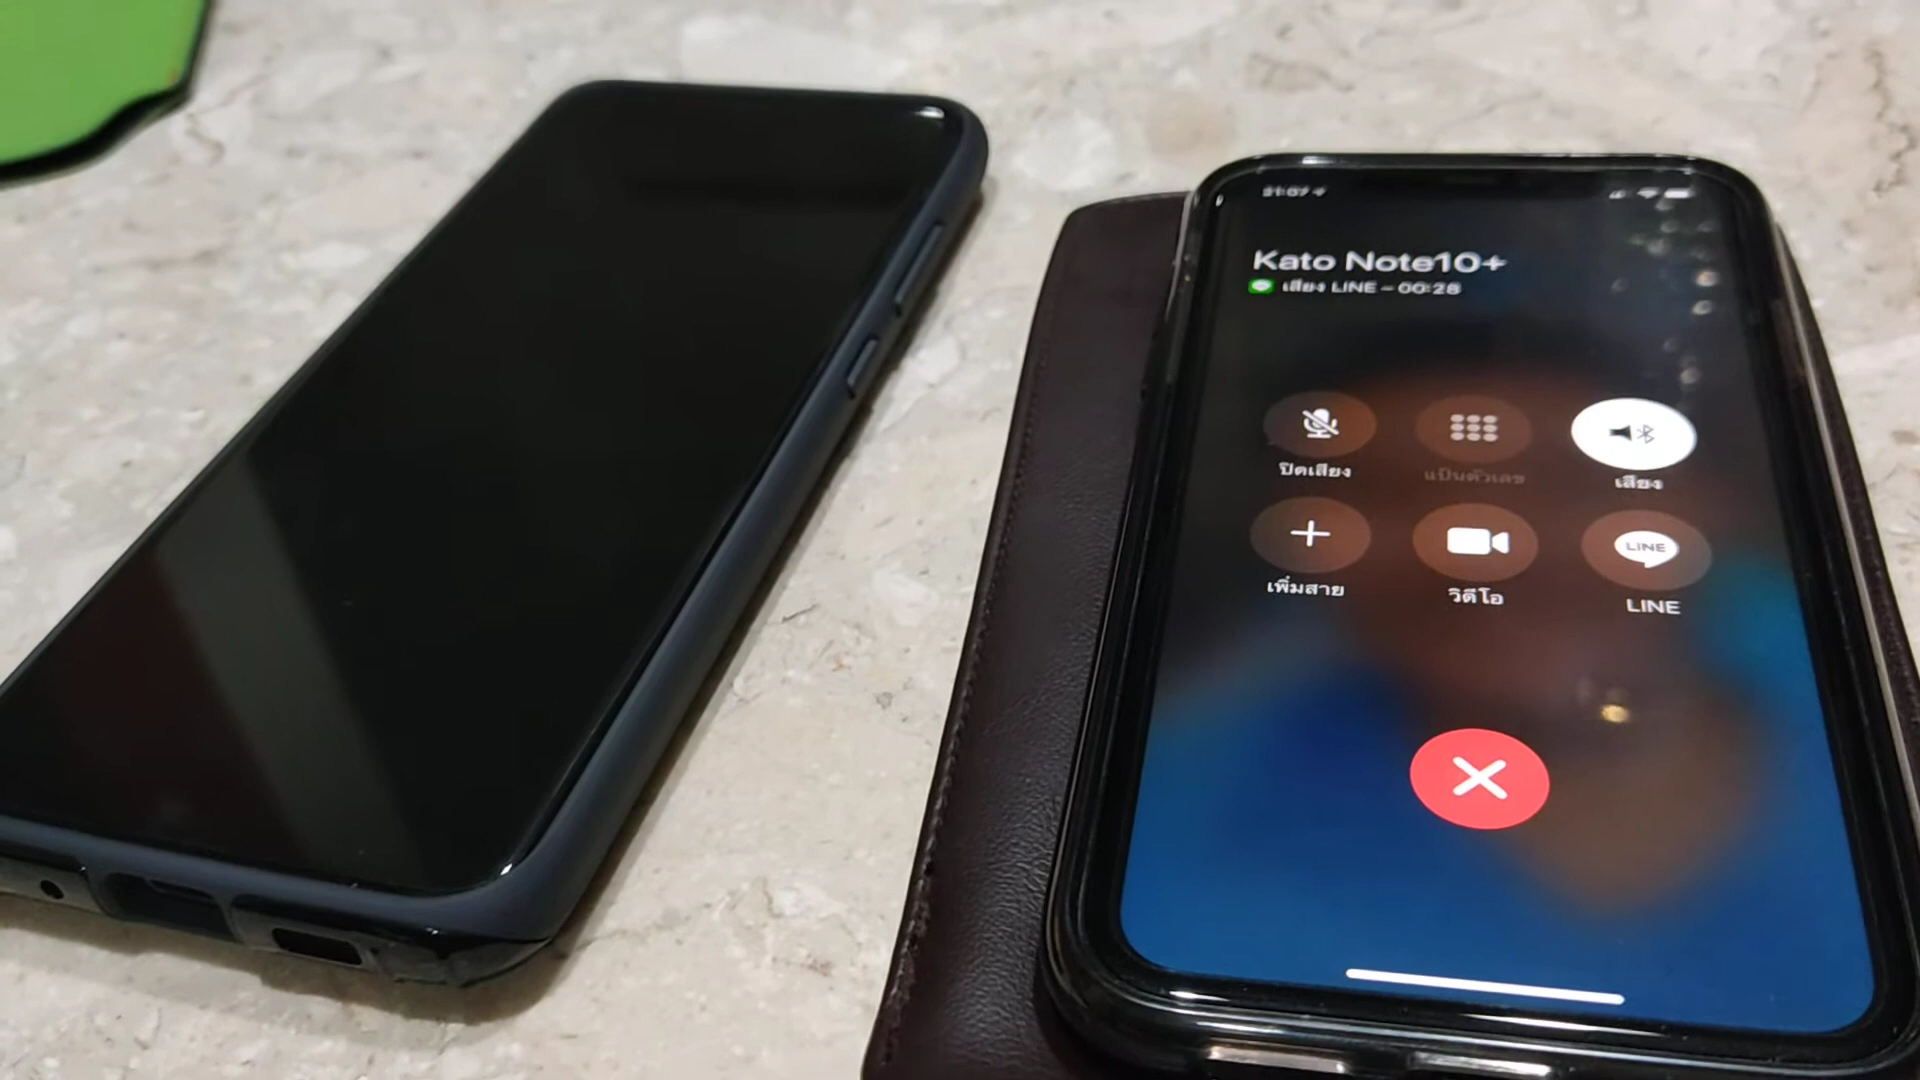 21:07
Kato Note10+
เสียง LINE – 00:28
ปิดเสียง
แป้นตัวเลข
เสียง
เพิ่มสาย
วิดีโอ
LINE
LINE